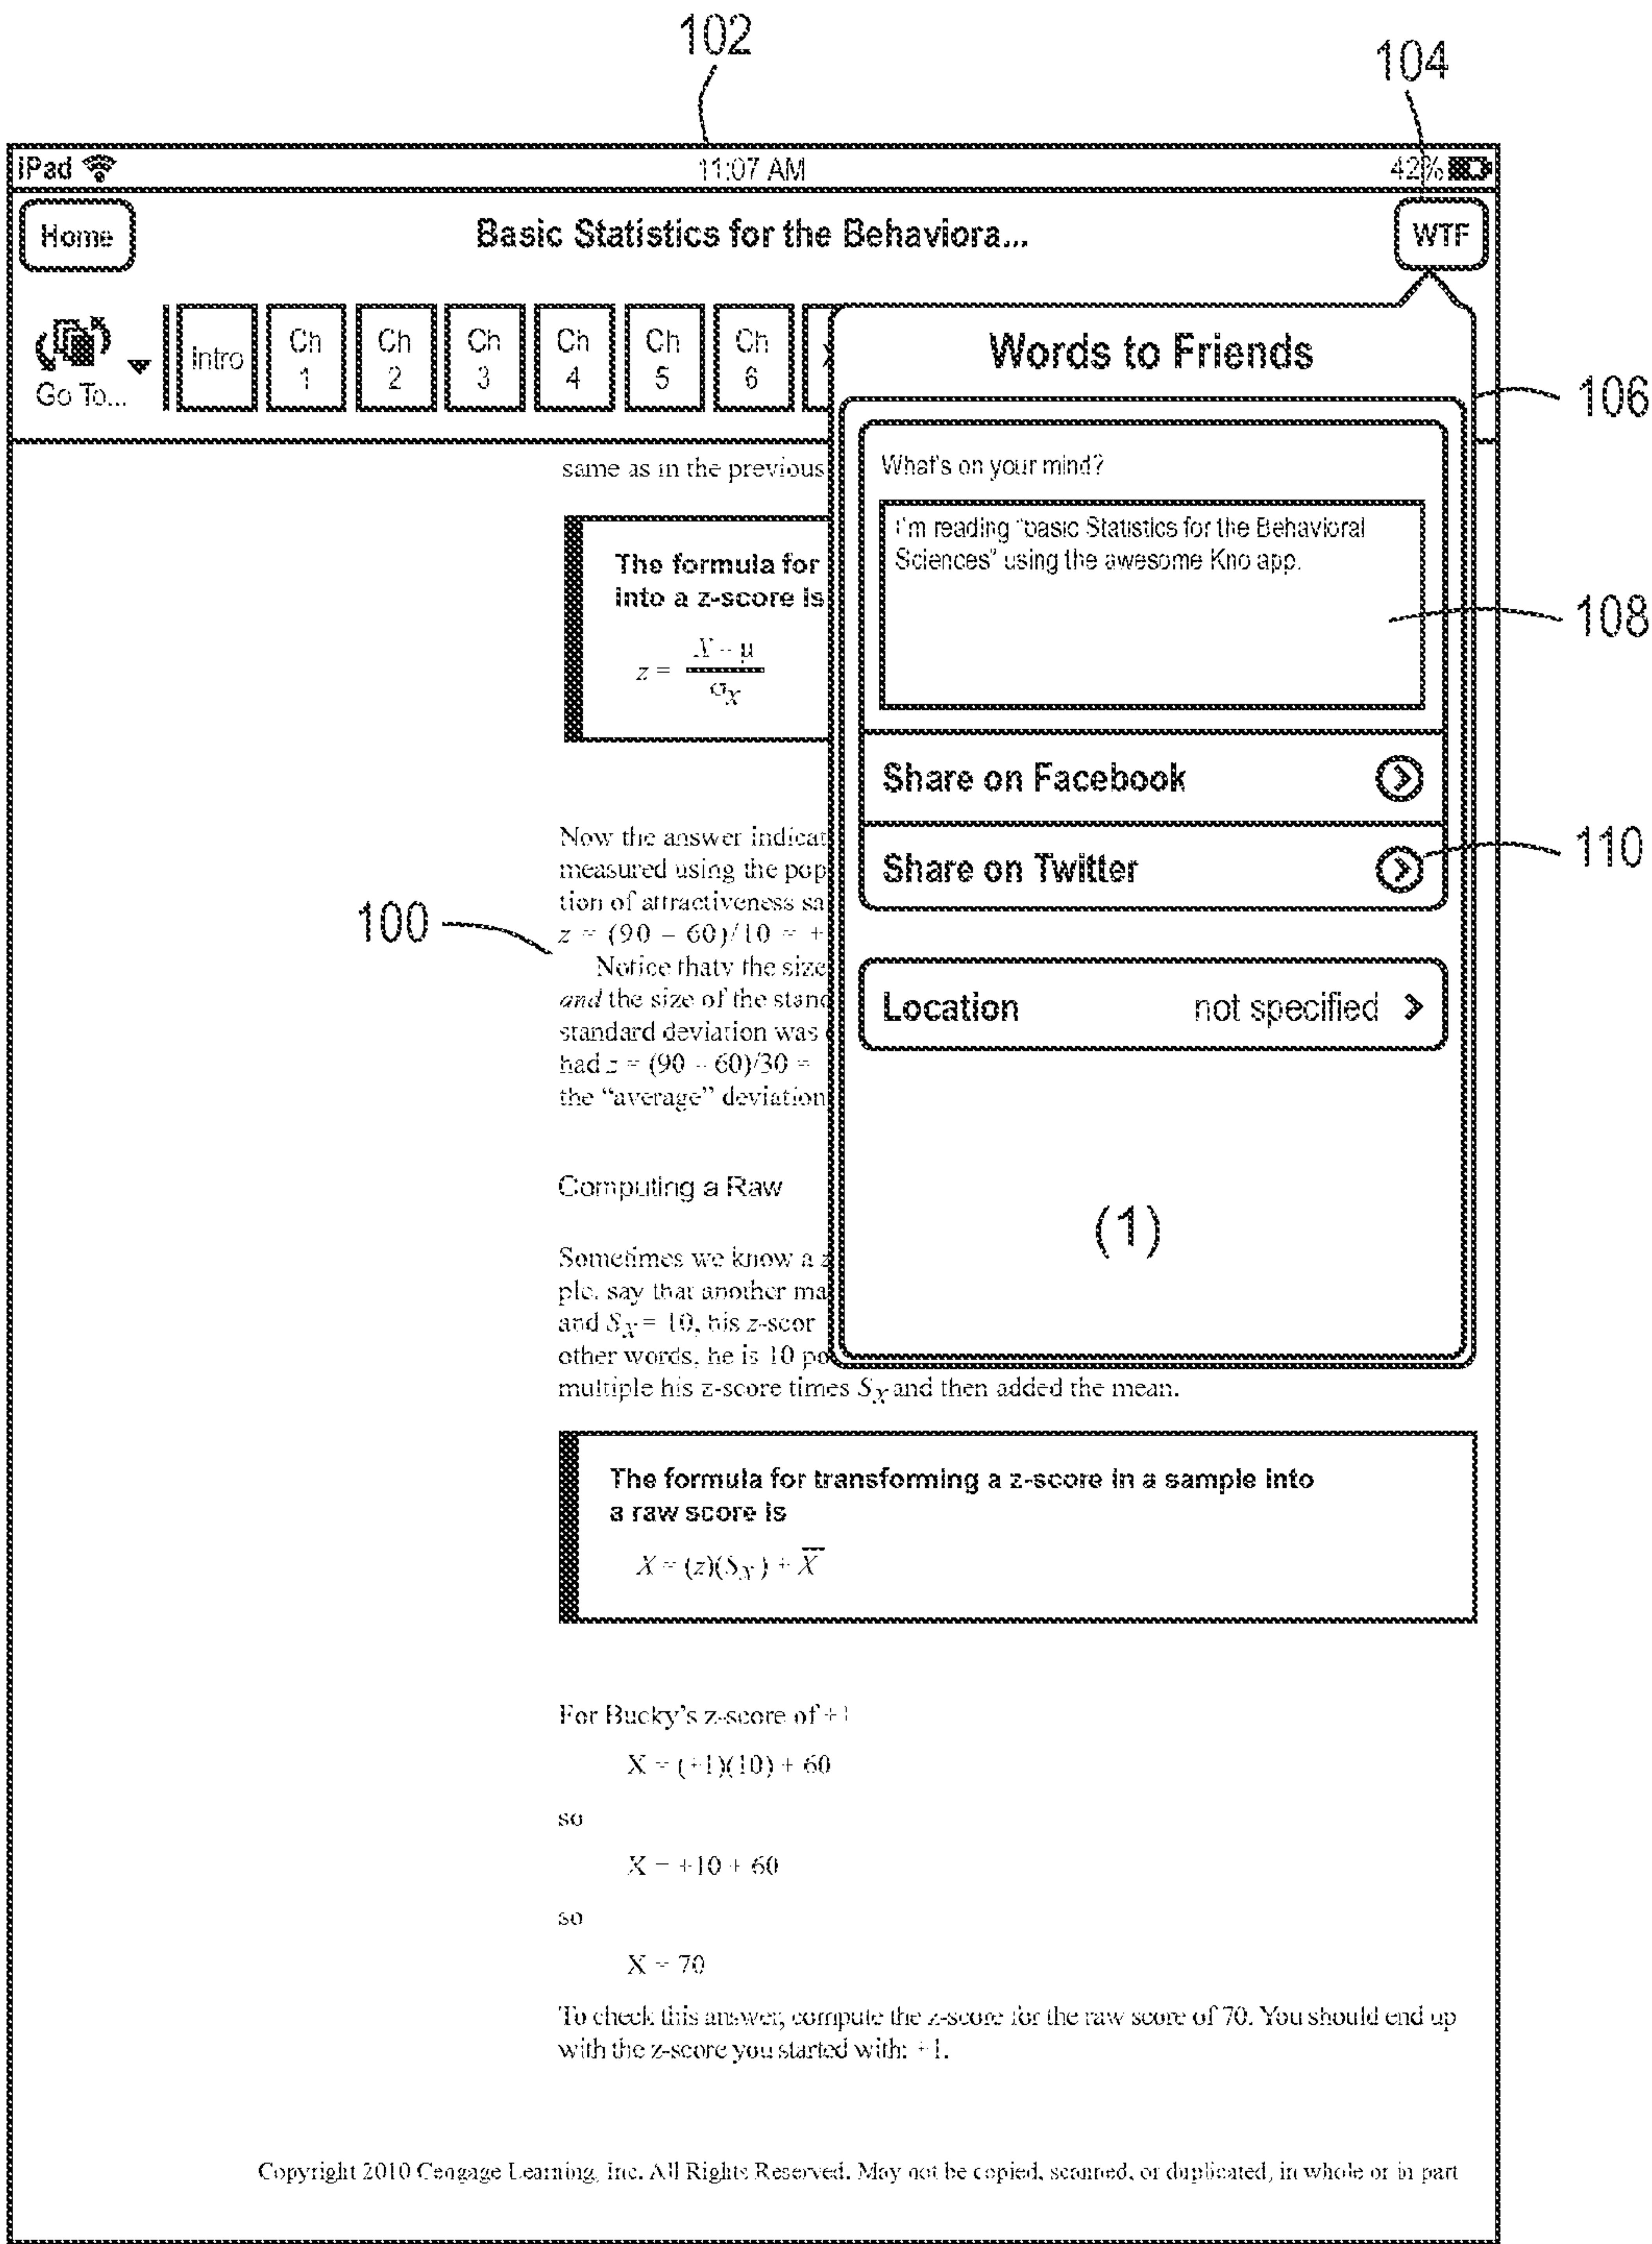 102
104
iPad 11:07 AM 42%
Home Basic Statistics for the Behaviora... WTF
Go To... Intro Ch 1 Ch 2 Ch 3 Ch 4 Ch 5 Ch 6
Words to Friends
106
What's on your mind?
I'm reading "basic Statistics for the Behavioral
Sciences" using the awesome Kno app.
108
Share on Facebook
Share on Twitter
110
Location not specified >
(1)
same as in the previous
The formula for
into a z-score is
z = X - μ / σX
Now the answer indicat
measured using the pop
tion of attractiveness sa
100
z = (90 – 60)/10 = +
Notice thatv the size
and the size of the stand
standard deviation was
had z = (90 – 60)/30 =
the “average” deviation
Computing a Raw
Sometimes we know a z
ple, say that another ma
and SX = 10, his z-scor
other words, he is 10 po
multiple his z-score times SX and then added the mean.
The formula for transforming a z-score in a sample into
a raw score is
X = (z)(SX) + X̅
For Bucky's z-score of +1
X = (+1)(10) + 60
so
X = +10 + 60
so
X = 70
To check this answer, compute the z-score for the raw score of 70. You should end up
with the z-score you started with: +1.
Copyright 2010 Cengage Learning, Inc. All Rights Reserved. May not be copied, scanned, or duplicated, in whole or in part